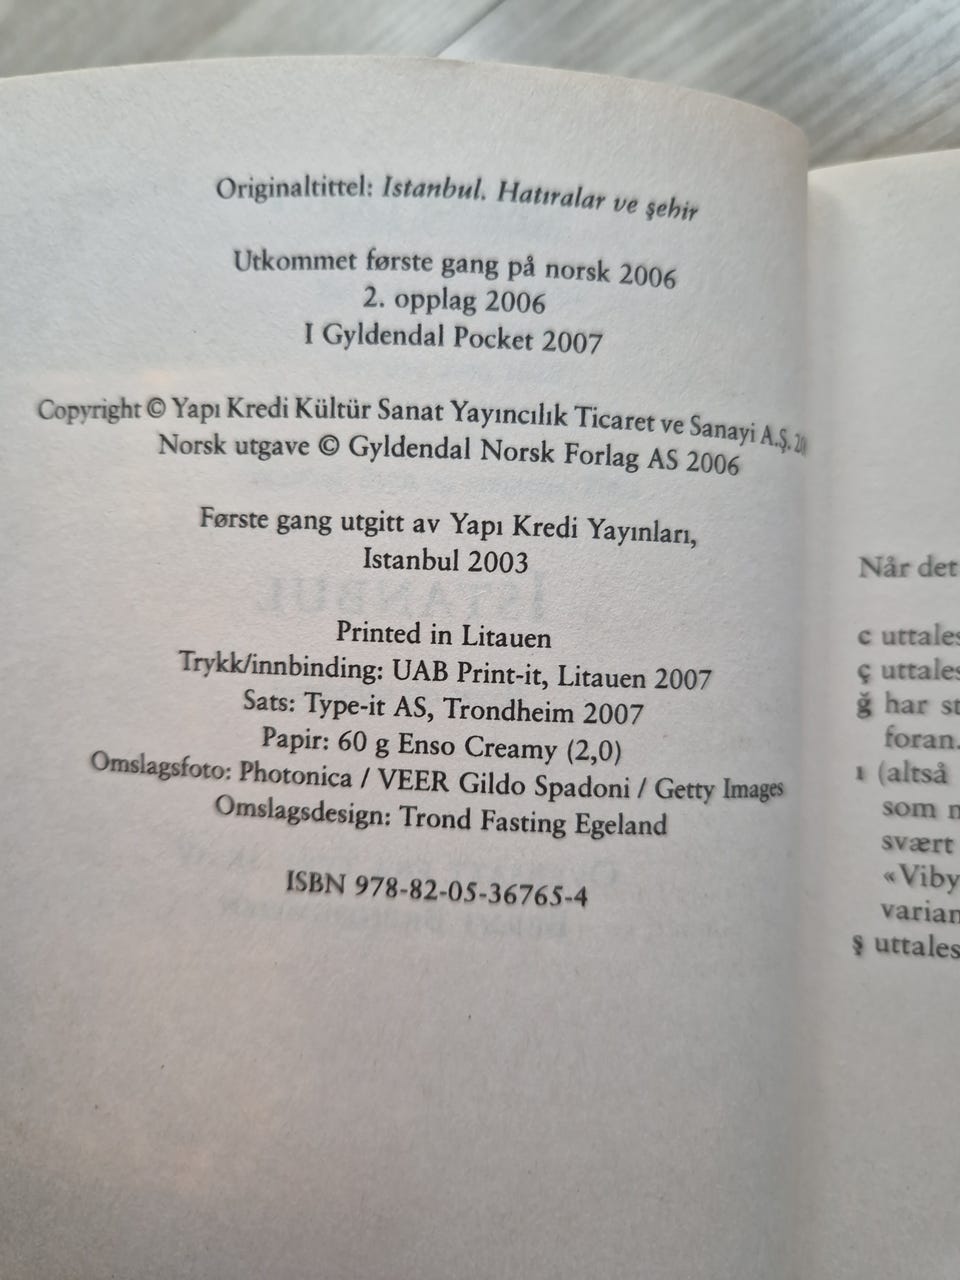 Originaltittel: Istanbul. Hatıralar ve şehir
Utkommet første gang på norsk 2006
2. opplag 2006
I Gyldendal Pocket 2007
Copyright © Yapı Kredi Kültür Sanat Yayıncılık Ticaret ve Sanayi A.Ş.
Norsk utgave © Gyldendal Norsk Forlag AS 2006
Første gang utgitt av Yapı Kredi Yayınları,
Istanbul 2003
Printed in Litauen
Trykk/innbinding: UAB Print-it, Litauen 2007
Sats: Type-it AS, Trondheim 2007
Papir: 60 g Enso Creamy (2,0)
Omslagsfoto: Photonica / VEER Gildo Spadoni / Getty Images
Omslagsdesign: Trond Fasting Egeland
ISBN 978-82-05-36765-4
Når det
c uttales
ç uttales
ğ har st
foran.
ı (altså
som
svært
«Viby
varian
ş uttales